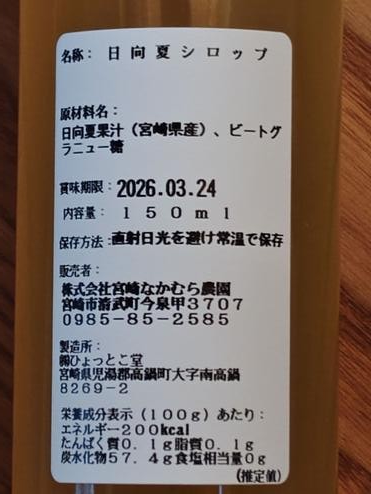 名称： 日向夏シロップ
原材料名：
日向夏果汁（宮崎県産）、ビートグ
ラニュー糖
賞味期限：2026.03.24
内容量： １５０ｍｌ
保存方法：直射日光を避け常温で保存
販売者：
株式会社宮崎なかむら農園
宮崎市清武町今泉甲３７０７
０９８５-８５-２５８５
製造所：
㈲ひょっとこ堂
宮崎県児湯郡高鍋町大字南高鍋
８２６９-２
栄養成分表示（１００ｇ）あたり：
エネルギー２００kcal
たんぱく質０．１ｇ脂質０．１ｇ
炭水化物５７．４ｇ食塩相当量０ｇ
（推定値）